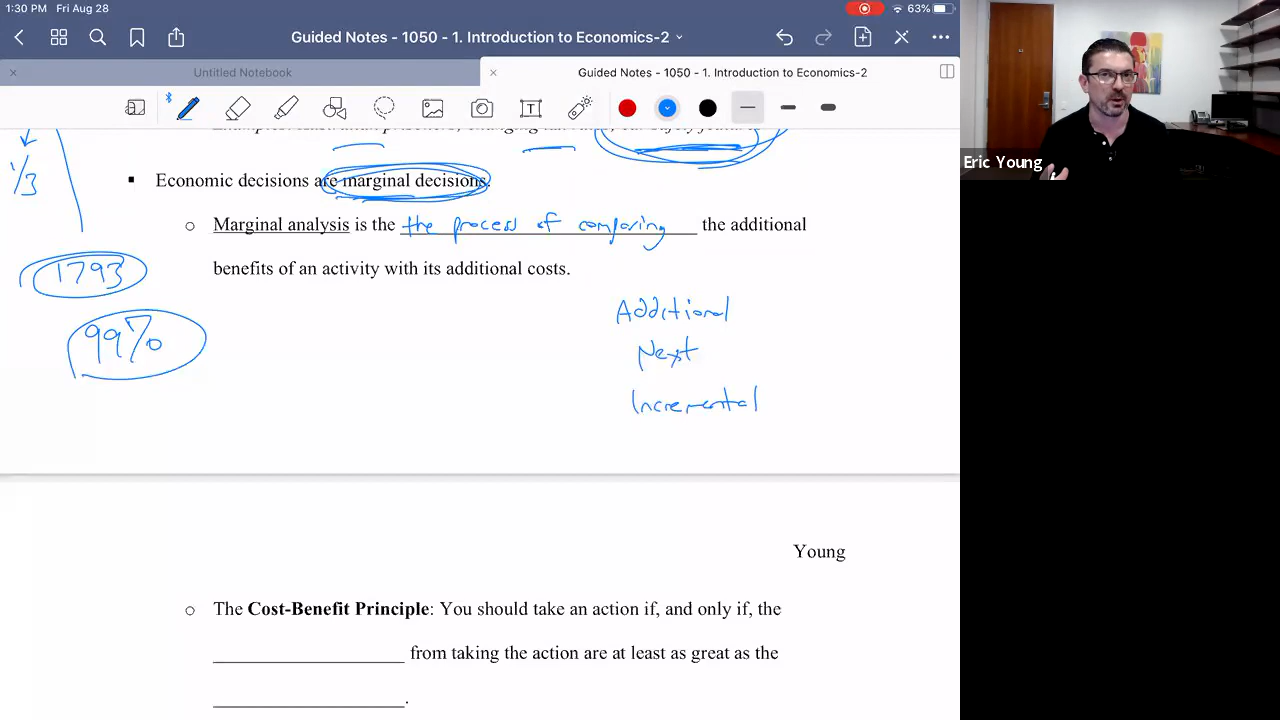 1:30 PM Fri Aug 28
63%
Guided Notes - 1050 - 1. Introduction to Economics-2
Untitled Notebook
Guided Notes - 1050 - 1. Introduction to Economics-2
T
1/3
Economic decisions are marginal decisions.
Marginal analysis is the the process of comparing the additional
benefits of an activity with its additional costs.
1793
99%
Additional
Next
Incremental
Eric Young
Young
The Cost-Benefit Principle: You should take an action if, and only if, the
from taking the action are at least as great as the
.